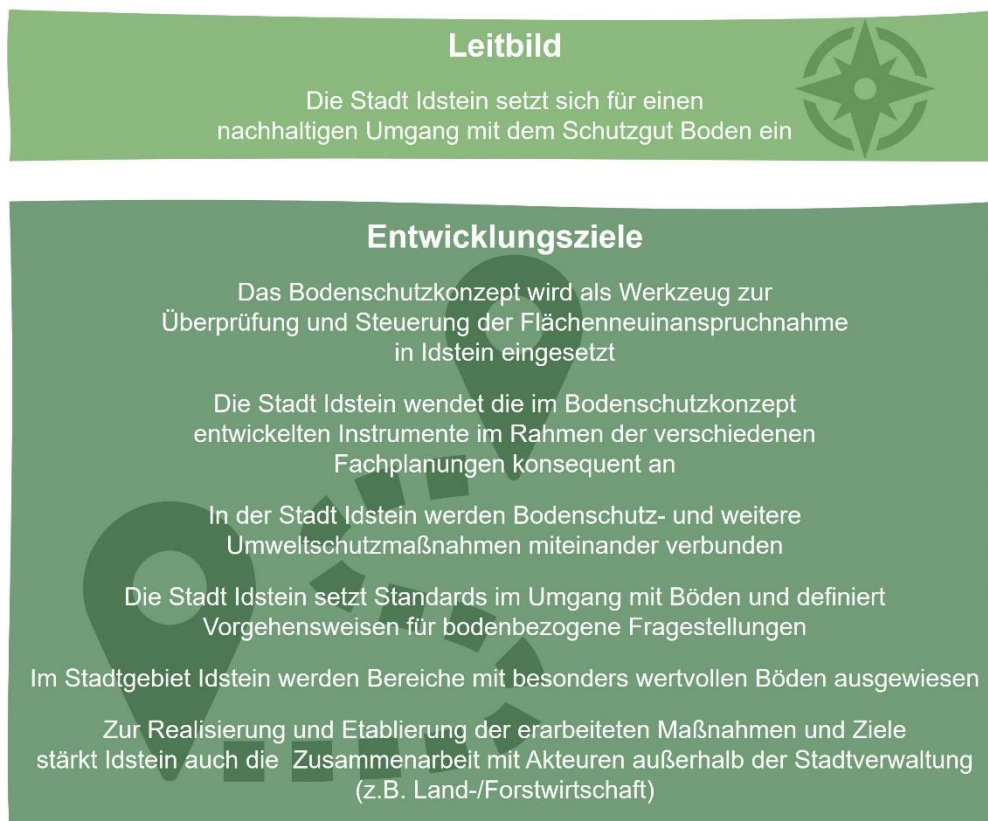 Leitbild
Die Stadt Idstein setzt sich für einen
nachhaltigen Umgang mit dem Schutzgut Boden ein
Entwicklungsziele
Das Bodenschutzkonzept wird als Werkzeug zur
Überprüfung und Steuerung der Flächenneuinanspruchnahme
in Idstein eingesetzt
Die Stadt Idstein wendet die im Bodenschutzkonzept
entwickelten Instrumente im Rahmen der verschiedenen
Fachplanungen konsequent an
In der Stadt Idstein werden Bodenschutz- und weitere
Umweltschutzmaßnahmen miteinander verbunden
Die Stadt Idstein setzt Standards im Umgang mit Böden und definiert
Vorgehensweisen für bodenbezogene Fragestellungen
Im Stadtgebiet Idstein werden Bereiche mit besonders wertvollen Böden ausgewiesen
Zur Realisierung und Etablierung der erarbeiteten Maßnahmen und Ziele
stärkt Idstein auch die Zusammenarbeit mit Akteuren außerhalb der Stadtverwaltung
(z.B. Land-/Forstwirtschaft)